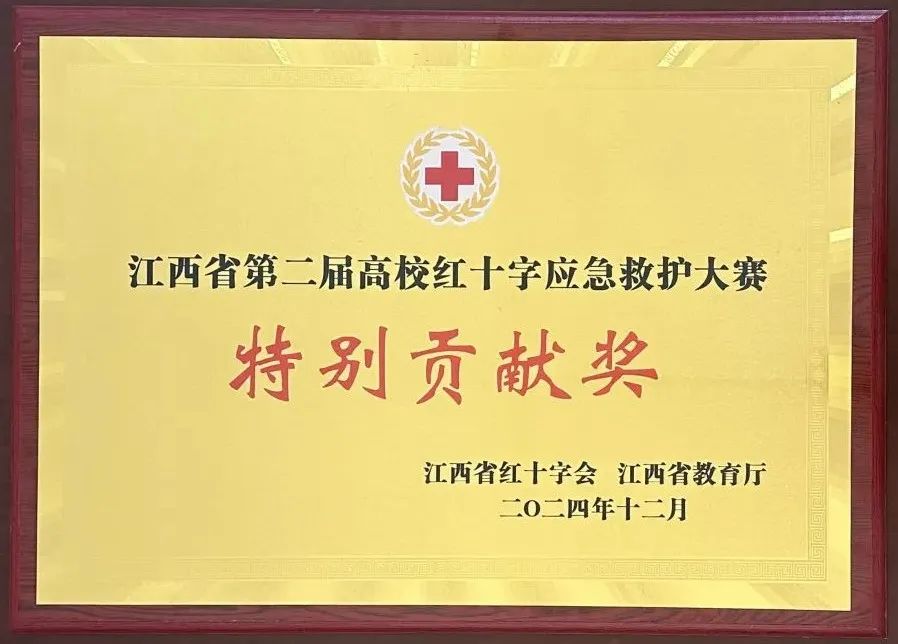 江西省第二届高校红十字应急救护大赛
特别贡献奖
江西省红十字会 江西省教育厅
二O二四年十二月